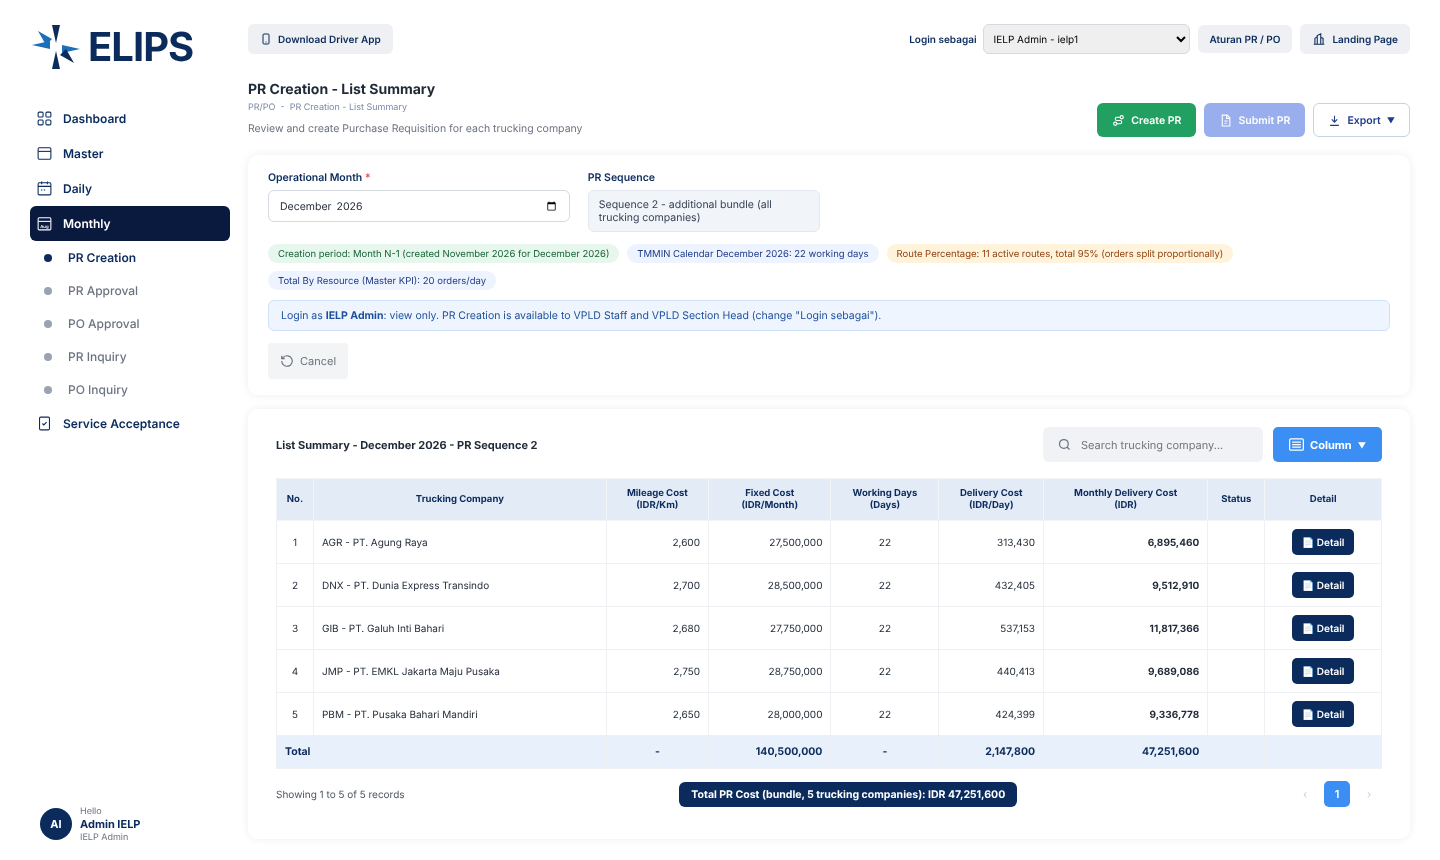 ELIPS
Download Driver App
Login sebagai
IELP Admin - ielp1
Aturan PR / PO
Landing Page
Dashboard
Master
Daily
Monthly
PR Creation
PR Approval
PO Approval
PR Inquiry
PO Inquiry
Service Acceptance
PR Creation - List Summary
PR/PO - PR Creation - List Summary
Review and create Purchase Requisition for each trucking company
Create PR
Submit PR
Export ▼
Operational Month *
December 2026
PR Sequence
Sequence 2 - additional bundle (all
trucking companies)
Creation period: Month N-1 (created November 2026 for December 2026)
TMMIN Calendar December 2026: 22 working days
Route Percentage: 11 active routes, total 95% (orders split proportionally)
Total By Resource (Master KPI): 20 orders/day
Login as IELP Admin: view only. PR Creation is available to VPLD Staff and VPLD Section Head (change "Login sebagai").
Cancel
List Summary - December 2026 - PR Sequence 2
Search trucking company...
Column ▼
No. Trucking Company Mileage Cost (IDR/Km) Fixed Cost (IDR/Month) Working Days (Days) Delivery Cost (IDR/Day) Monthly Delivery Cost (IDR) Status Detail
1 AGR - PT. Agung Raya 2,600 27,500,000 22 313,430 6,895,460 Detail
2 DNX - PT. Dunia Express Transindo 2,700 28,500,000 22 432,405 9,512,910 Detail
3 GIB - PT. Galuh Inti Bahari 2,680 27,750,000 22 537,153 11,817,366 Detail
4 JMP - PT. EMKL Jakarta Maju Pusaka 2,750 28,750,000 22 440,413 9,689,086 Detail
5 PBM - PT. Pusaka Bahari Mandiri 2,650 28,000,000 22 424,399 9,336,778 Detail
Total - 140,500,000 - 2,147,800 47,251,600
Showing 1 to 5 of 5 records
Total PR Cost (bundle, 5 trucking companies): IDR 47,251,600
‹ 1 ›
AI
Hello
Admin IELP
IELP Admin